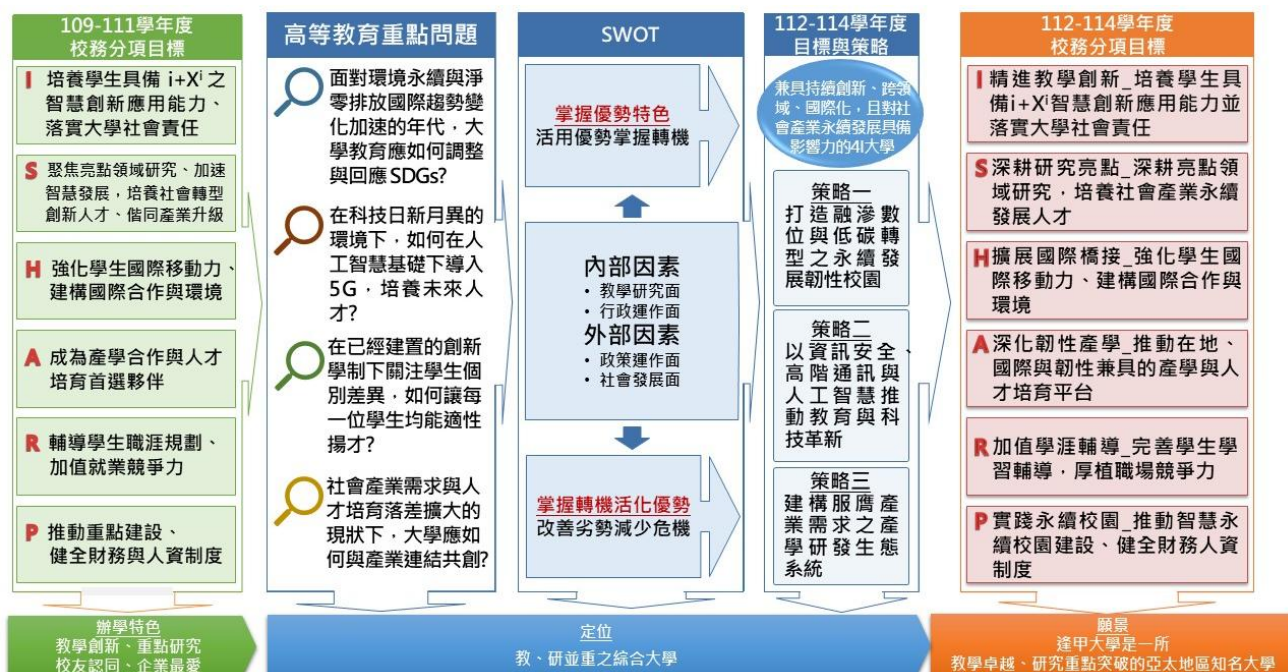 109-111學年度
校務分項目標
I 培養學生具備 i+Xⁱ 之
智慧創新應用能力、
落實大學社會責任
S 聚焦亮點領域研究、加速
智慧發展，培養社會轉型
創新人才、偕同產業升級
H 強化學生國際移動力、
建構國際合作與環境
A 成為產學合作與人才
培育首選夥伴
R 輔導學生職涯規劃、
加值就業競爭力
P 推動重點建設、
健全財務與人資制度
辦學特色
教學創新、重點研究
校友認同、企業最愛
高等教育重點問題
面對環境永續與淨
零排放國際趨勢變
化加速的年代，大
學教育應如何調整
與回應SDGs?
在科技日新月異的
環境下，如何在人
工智慧基礎下導入
5G，培養未來人
才?
在已經建置的創新
學制下關注學生個
別差異，如何讓每
一位學生均能適性
揚才?
社會產業需求與人
才培育落差擴大的
現狀下，大學應如
何與產業連結共創?
SWOT
掌握優勢特色
活用優勢掌握轉機
內部因素
• 教學研究面
• 行政運作面
外部因素
• 政策運作面
• 社會發展面
掌握轉機活化優勢
改善劣勢減少危機
112-114學年度
目標與策略
兼具持續創新、跨領
域、國際化，且對社
會產業永續發展具備
影響力的4I大學
策略一
打造融滲數
位與低碳轉
型之永續發
展韌性校園
策略二
以資訊安全、
高階通訊與
人工智慧推
動教育與科
技革新
策略三
建構服膺產
業需求之產
學研發生態
系統
定位
教、研並重之綜合大學
112-114學年度
校務分項目標
I 精進教學創新_培養學生具
備i+Xⁱ智慧創新應用能力並
落實大學社會責任
S 深耕研究亮點_深耕亮點領
域研究，培養社會產業永續
發展人才
H 擴展國際橋接_強化學生國
際移動力、建構國際合作與
環境
A 深化韌性產學_推動在地、
國際與韌性兼具的產學與人
才培育平台
R 加值學涯輔導_完善學生學
習輔導，厚植職場競爭力
P 實踐永續校園_推動智慧永
續校園建設、健全財務人資
制度
願景
逢甲大學是一所
教學卓越、研究重點突破的亞太地區知名大學